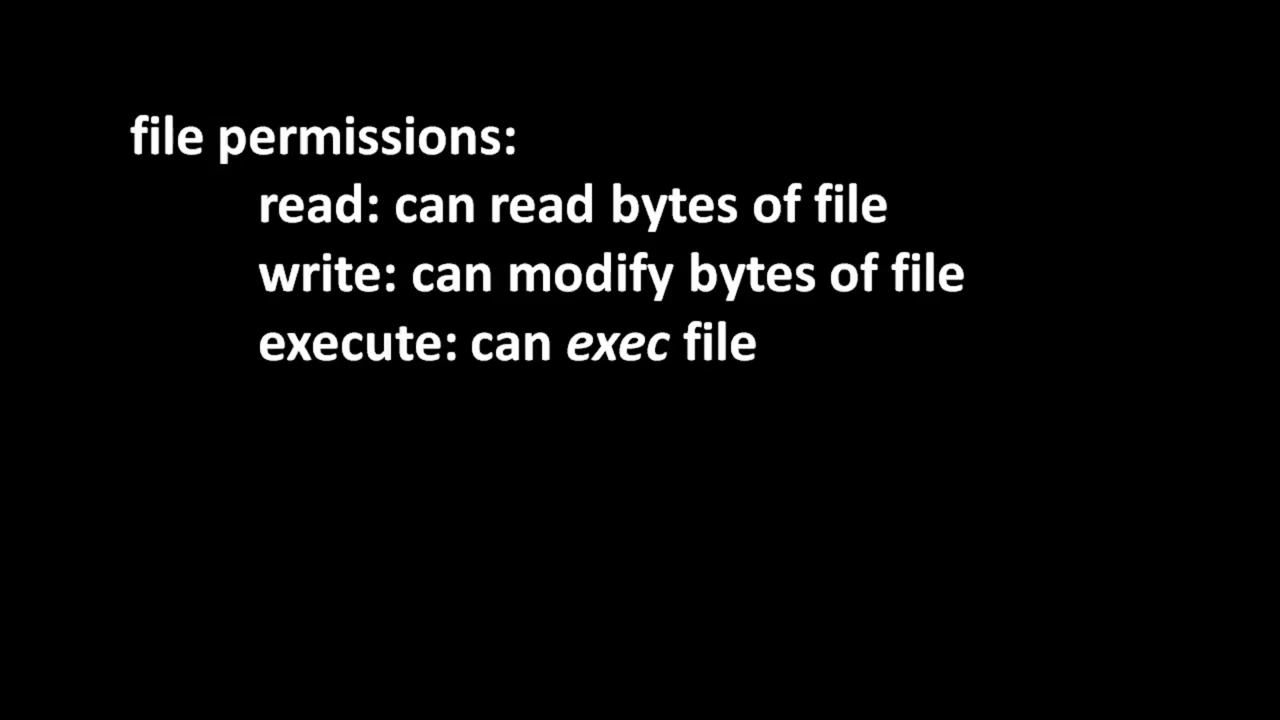 file permissions:
read: can read bytes of file
write: can modify bytes of file
execute: can exec file